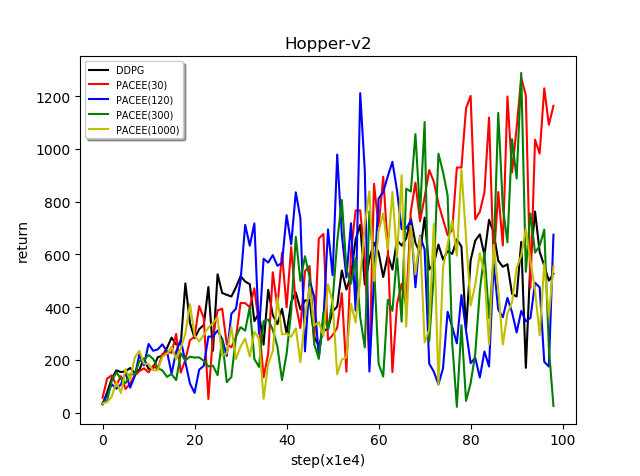 Hopper-v2
DDPG
PACEE(30)
PACEE(120)
PACEE(300)
PACEE(1000)
return
1200
1000
800
600
400
200
0
0 20 40 60 80 100
step(x1e4)